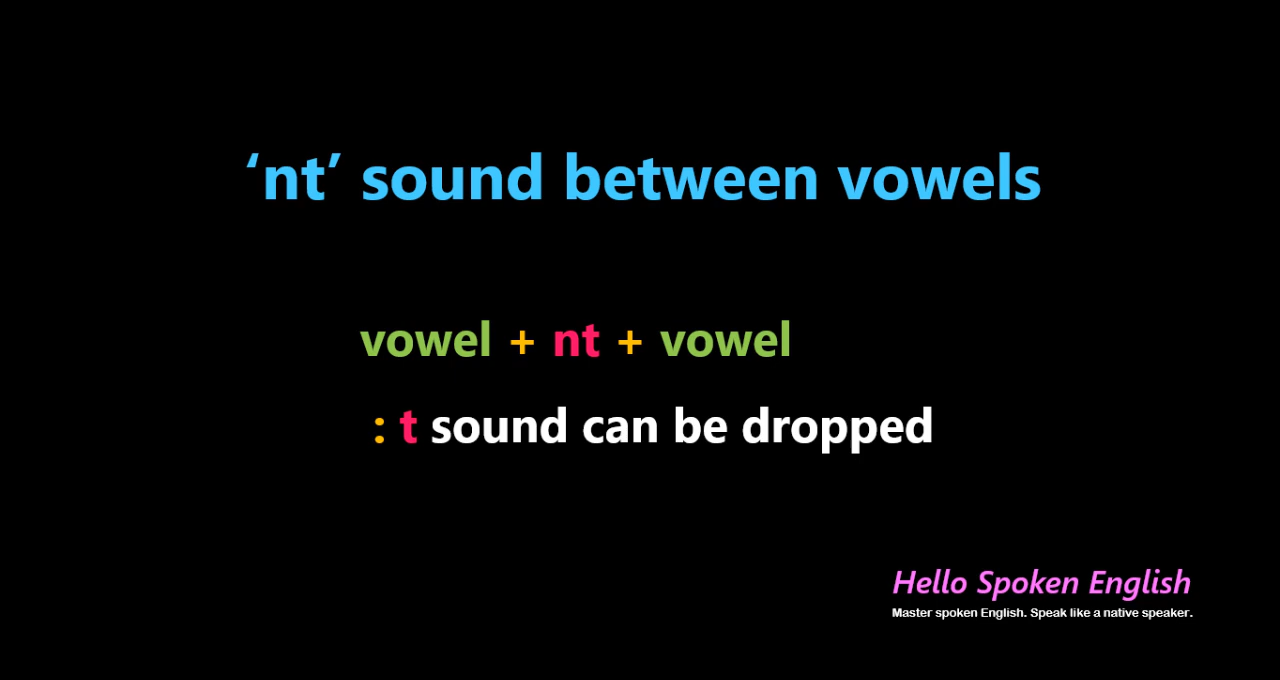 ‘nt’ sound between vowels
vowel + nt + vowel
: t sound can be dropped
Hello Spoken English
Master spoken English. Speak like a native speaker.